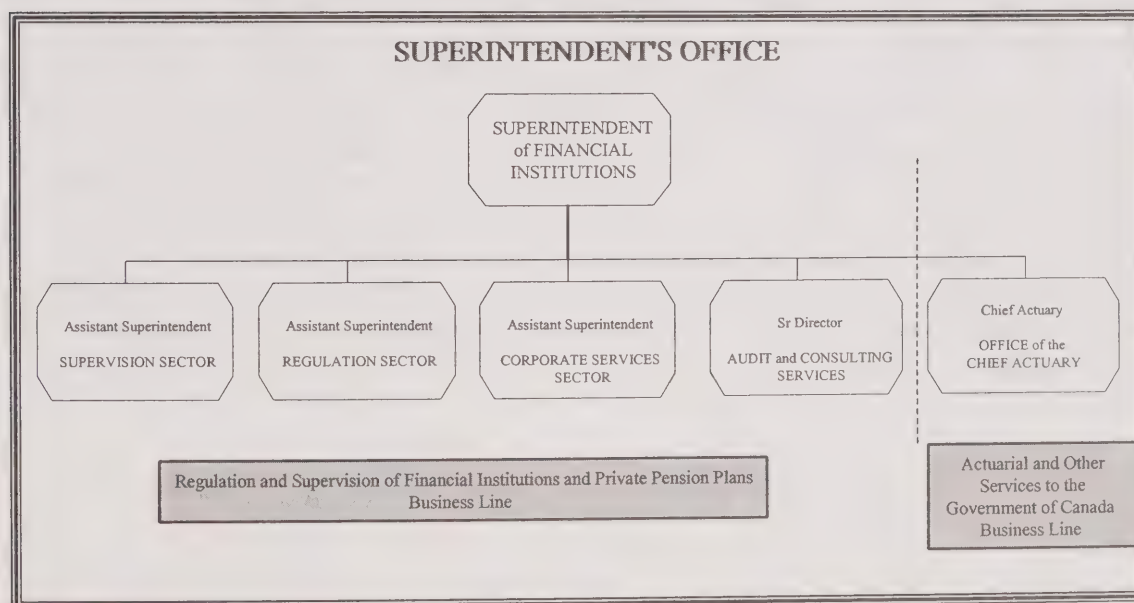 SUPERINTENDENT'S OFFICE
SUPERINTENDENT
of FINANCIAL
INSTITUTIONS
Assistant Superintendent
SUPERVISION SECTOR
Assistant Superintendent
REGULATION SECTOR
Assistant Superintendent
CORPORATE SERVICES
SECTOR
Sr Director
AUDIT and CONSULTING
SERVICES
Chief Actuary
OFFICE of the
CHIEF ACTUARY
Regulation and Supervision of Financial Institutions and Private Pension Plans
Business Line
Actuarial and Other
Services to the
Government of Canada
Business Line